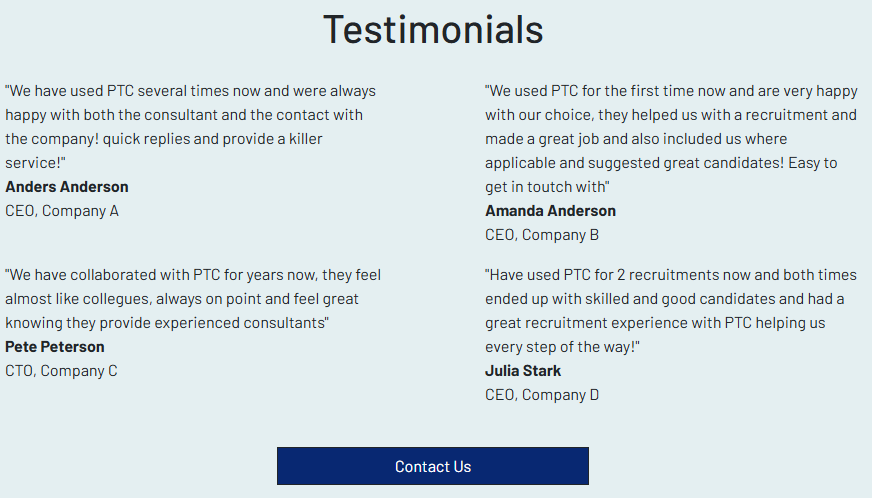 Testimonials
"We have used PTC several times now and were always
happy with both the consultant and the contact with
the company! quick replies and provide a killer
service!"
Anders Anderson
CEO, Company A
"We used PTC for the first time now and are very happy
with our choice, they helped us with a recruitment and
made a great job and also included us where
applicable and suggested great candidates! Easy to
get in toutch with"
Amanda Anderson
CEO, Company B
"We have collaborated with PTC for years now, they feel
almost like collegues, always on point and feel great
knowing they provide experienced consultants"
Pete Peterson
CTO, Company C
"Have used PTC for 2 recruitments now and both times
ended up with skilled and good candidates and had a
great recruitment experience with PTC helping us
every step of the way!"
Julia Stark
CEO, Company D
Contact Us